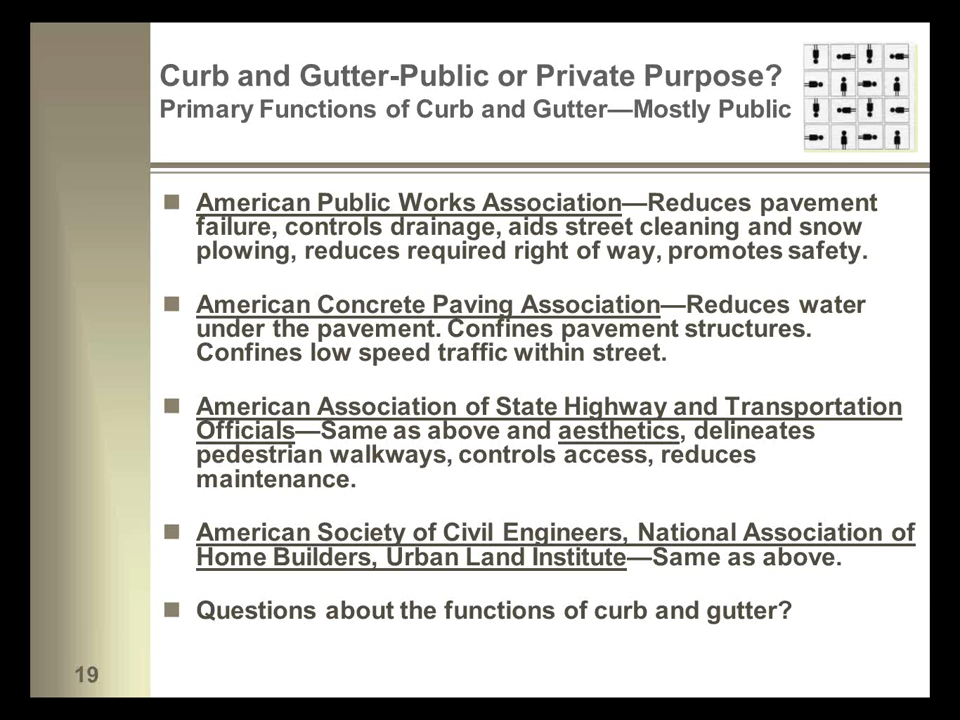 Curb and Gutter-Public or Private Purpose?
Primary Functions of Curb and Gutter—Mostly Public
American Public Works Association—Reduces pavement
failure, controls drainage, aids street cleaning and snow
plowing, reduces required right of way, promotes safety.
American Concrete Paving Association—Reduces water
under the pavement. Confines pavement structures.
Confines low speed traffic within street.
American Association of State Highway and Transportation
Officials—Same as above and aesthetics, delineates
pedestrian walkways, controls access, reduces
maintenance.
American Society of Civil Engineers, National Association of
Home Builders, Urban Land Institute—Same as above.
Questions about the functions of curb and gutter?
19